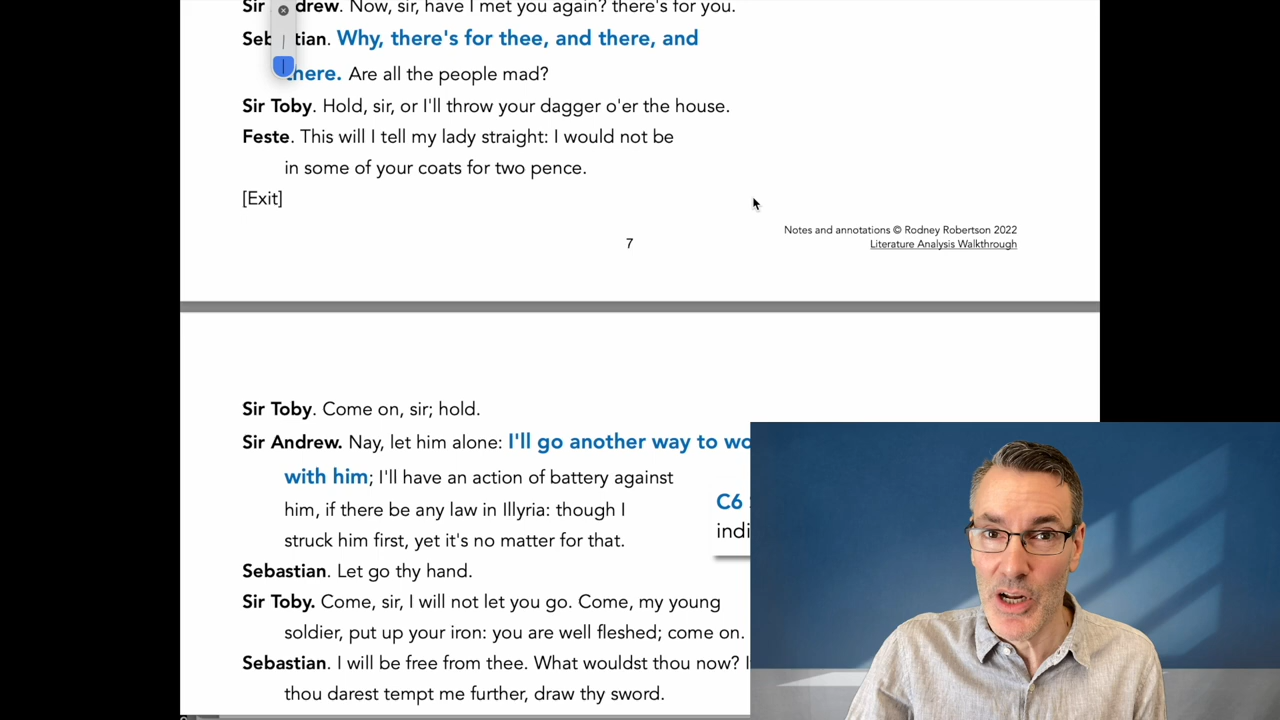 Sir drew. Now, sir, have I met you again? there's for you.
Seb tian. Why, there's for thee, and there, and
there. Are all the people mad?
Sir Toby. Hold, sir, or I'll throw your dagger o'er the house.
Feste. This will I tell my lady straight: I would not be
in some of your coats for two pence.
[Exit]
Notes and annotations © Rodney Robertson 2022
7
Literature Analysis Walkthrough
Sir Toby. Come on, sir; hold.
Sir Andrew. Nay, let him alone: I'll go another way to wo
with him; I'll have an action of battery against
him, if there be any law in Illyria: though I
struck him first, yet it's no matter for that.
C6
indi
Sebastian. Let go thy hand.
Sir Toby. Come, sir, I will not let you go. Come, my young
soldier, put up your iron: you are well fleshed; come on.
Sebastian. I will be free from thee. What wouldst thou now?
thou darest tempt me further, draw thy sword.